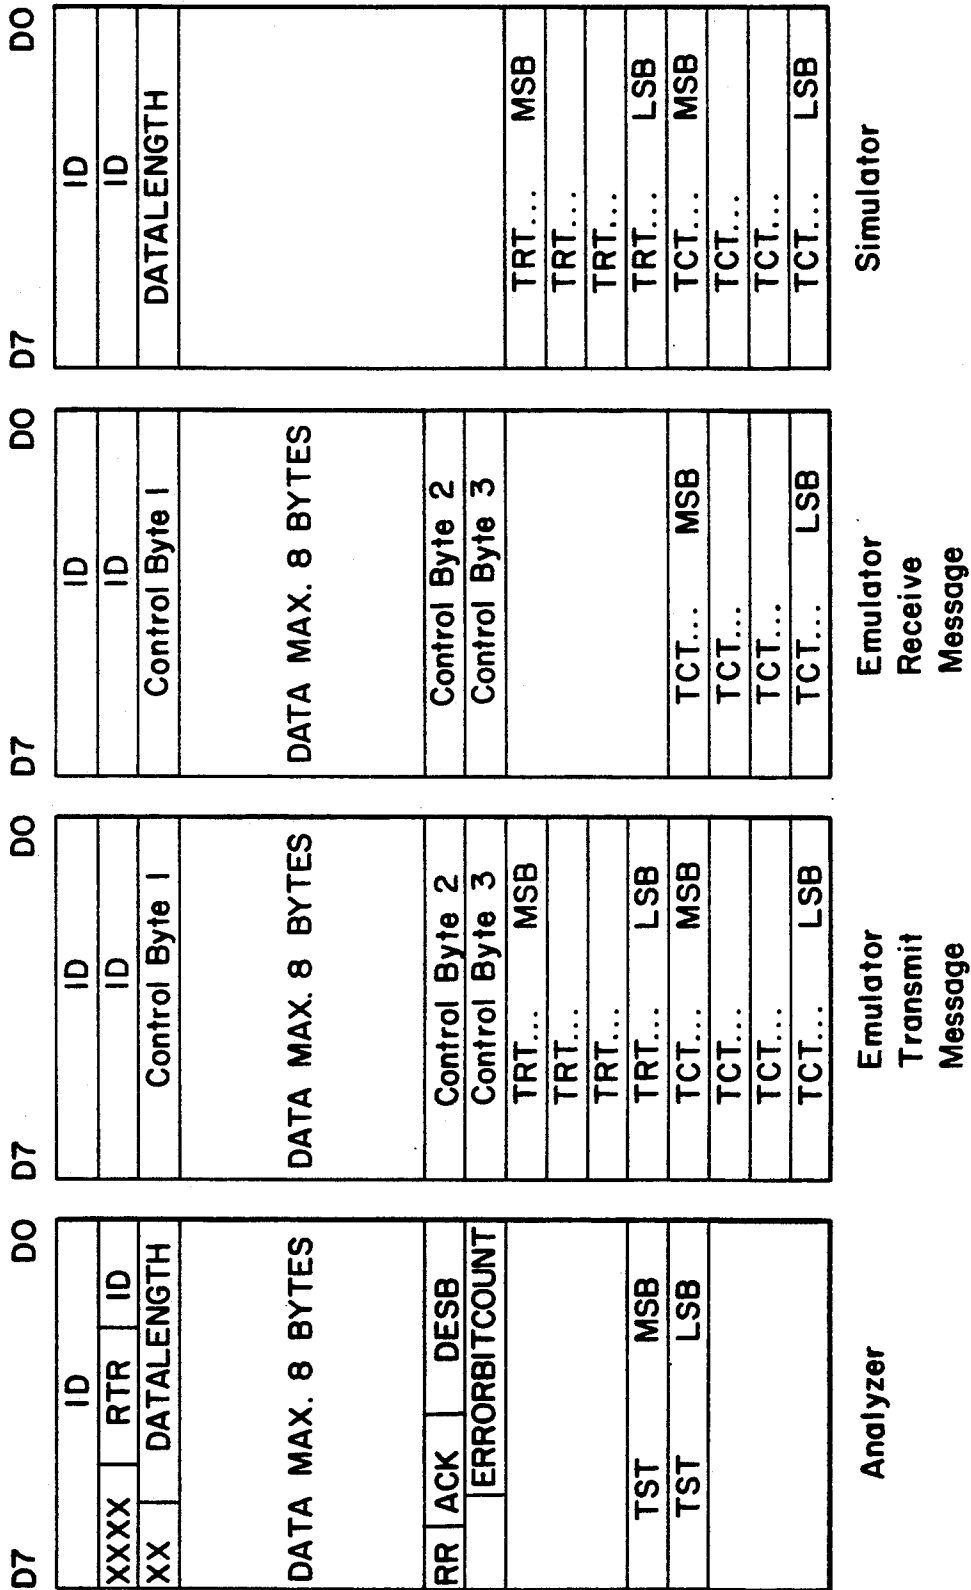 D7 D0
ID
XXXX RTR ID
XX DATALENGTH
DATA MAX. 8 BYTES
RR ACK DESB
ERRORBITCOUNT
TST MSB
TST LSB
Analyzer
D7 D0
ID
ID
Control Byte 1
DATA MAX. 8 BYTES
Control Byte 2
Control Byte 3
TRT... MSB
TRT...
TRT...
TRT... LSB
TCT... MSB
TCT...
TCT...
TCT... LSB
Emulator
Transmit
Message
D7 D0
ID
ID
Control Byte 1
DATA MAX. 8 BYTES
Control Byte 2
Control Byte 3
TCT... MSB
TCT...
TCT...
TCT... LSB
Emulator
Receive
Message
D7 D0
ID
ID
DATALENGTH
TRT... MSB
TRT...
TRT...
TRT... LSB
TCT... MSB
TCT...
TCT...
TCT... LSB
Simulator